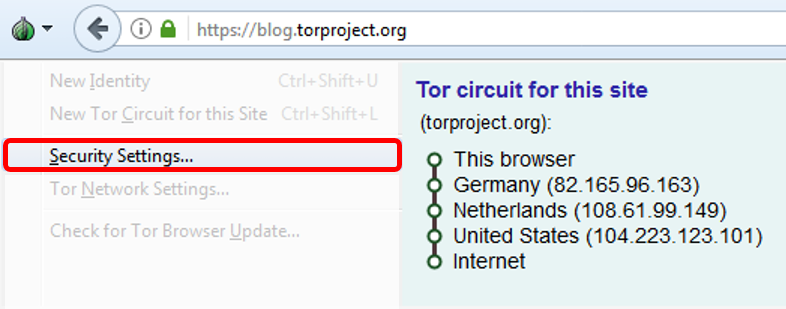 https://blog.torproject.org
New Identity Ctrl+Shift+U
New Tor Circuit for this Site Ctrl+Shift+L
Security Settings...
Tor Network Settings...
Check for Tor Browser Update...
Tor circuit for this site
(torproject.org):
This browser
Germany (82.165.96.163)
Netherlands (108.61.99.149)
United States (104.223.123.101)
Internet